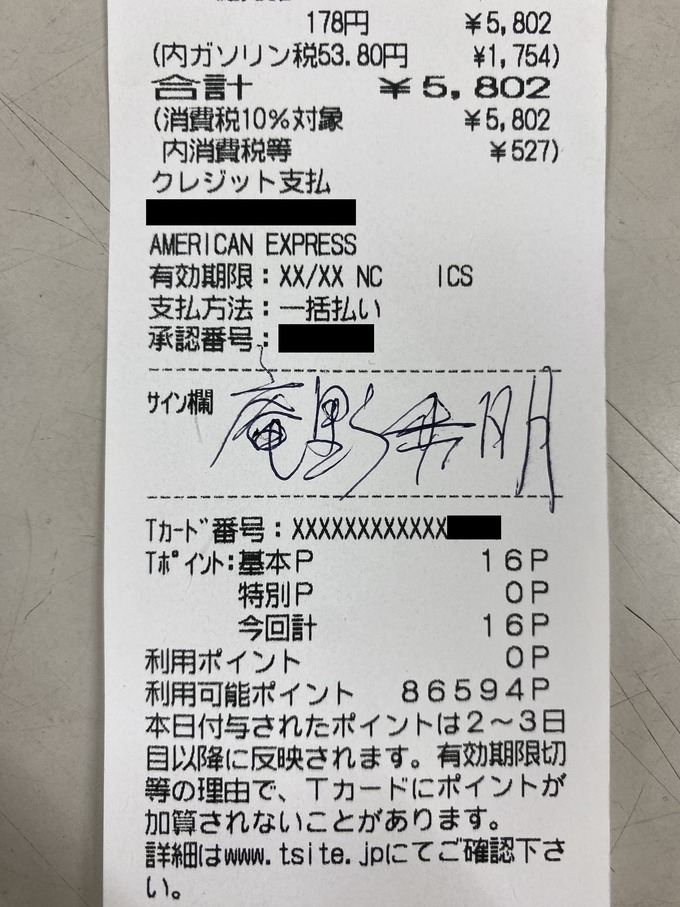 178円 ¥5,802
(内ガソリン税53.80円 ¥1,754)
合計 ¥5,802
(消費税10%対象 ¥5,802
内消費税等 ¥527)
クレジット支払
AMERICAN EXPRESS
有効期限:XX/XX NC ICS
支払方法:一括払い
承認番号:
サイン欄 庵野秀明
Tカード番号:XXXXXXXXXXXX
Tポイント:基本P 16P
特別P 0P
今回計 16P
利用ポイント 0P
利用可能ポイント 86594P
本日付与されたポイントは2~3日
目以降に反映されます。有効期限切
等の理由で、Tカードにポイントが
加算されないことがあります。
詳細はwww.tsite.jpにてご確認下さ
い。